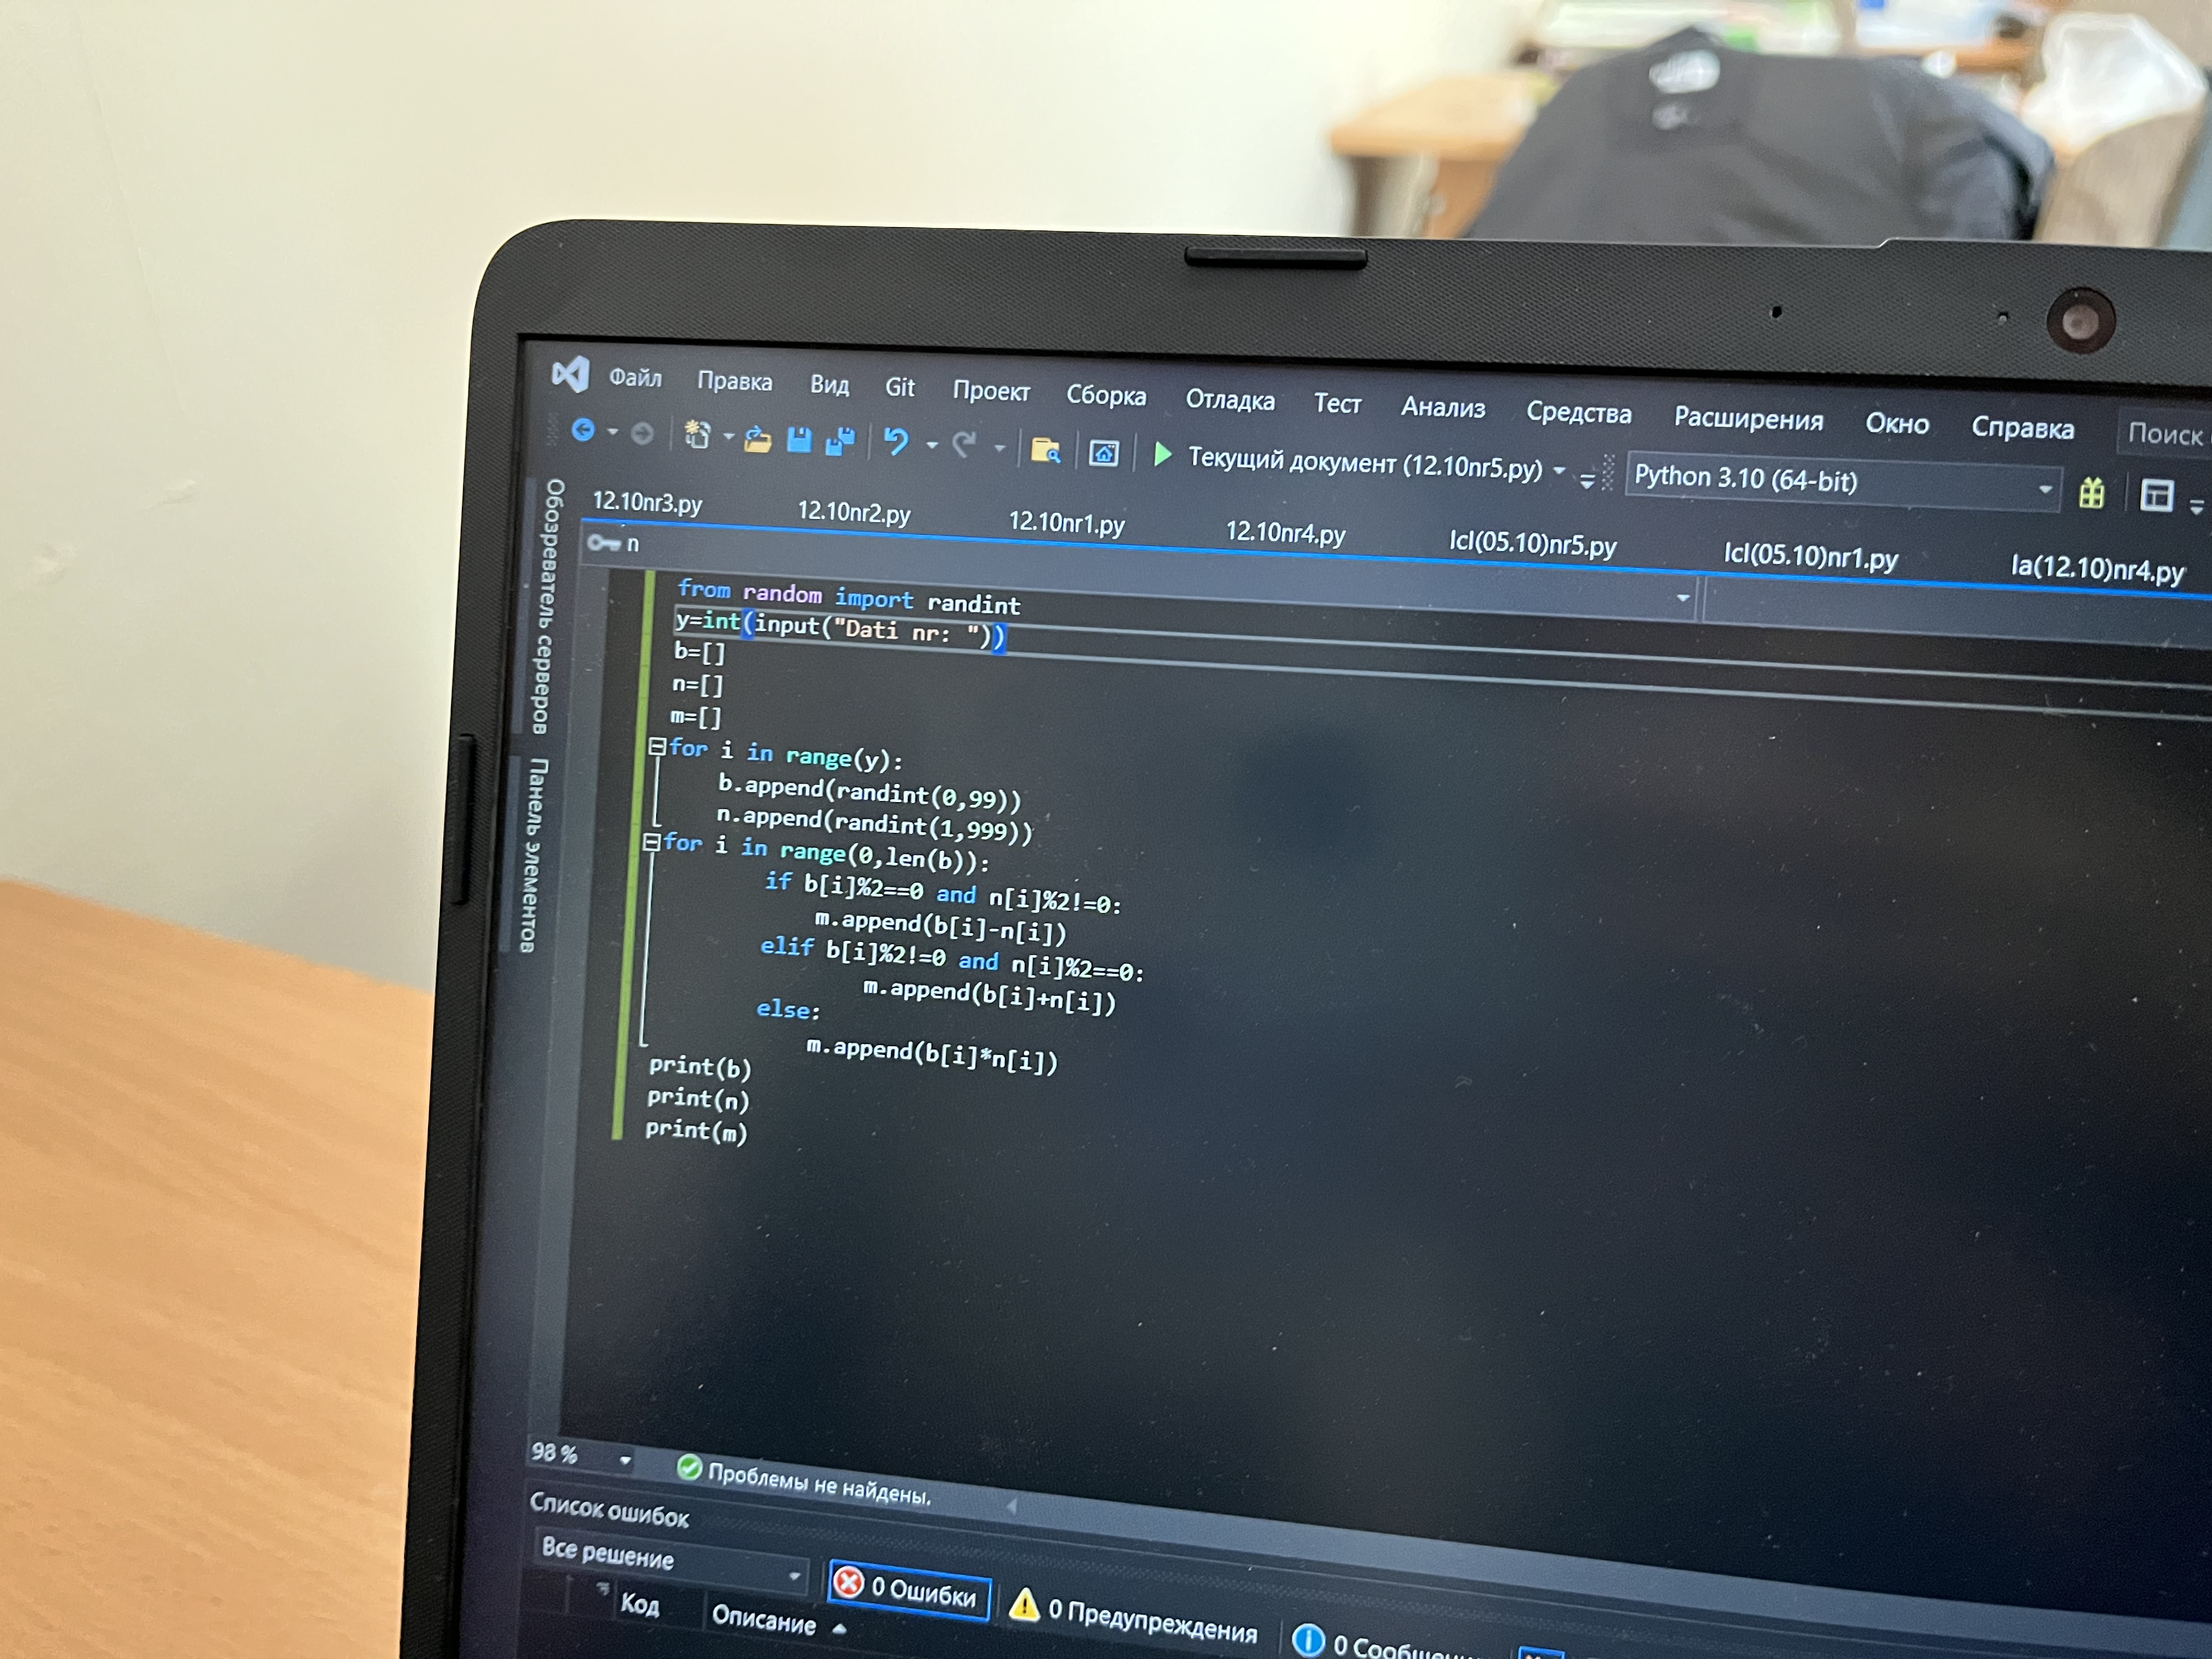 Файл Правка Вид Git Проект Сборка Отладка Тест Анализ Средства Расширения Окно Справка Поиск
Текущий документ (12.10nr5.py) Python 3.10 (64-bit)
12.10nr3.py 12.10nr2.py 12.10nr1.py 12.10nr4.py lcl(05.10)nr5.py lcl(05.10)nr1.py la(12.10)nr4.py
n
Обозреватель серверов
Панель элементов
from random import randint
y=int(input("Dati nr: "))
b=[]
n=[]
m=[]
for i in range(y):
    b.append(randint(0,99))
    n.append(randint(1,999))
for i in range(0,len(b)):
        if b[i]%2==0 and n[i]%2!=0:
            m.append(b[i]-n[i])
        elif b[i]%2!=0 and n[i]%2==0:
                m.append(b[i]+n[i])
        else:
            m.append(b[i]*n[i])
print(b)
print(n)
print(m)
98 % Проблемы не найдены.
Список ошибок
Все решение 0 Ошибки 0 Предупреждения 0
Код Описание